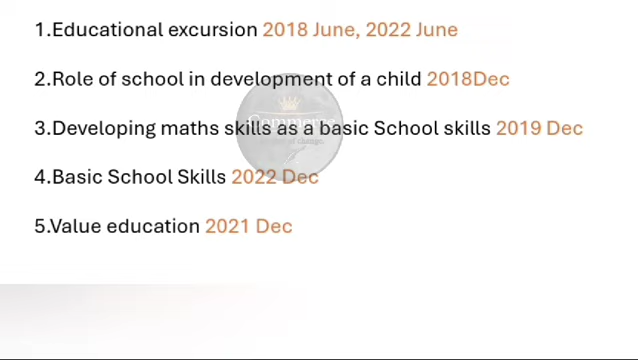 1.Educational excursion 2018 June, 2022 June
2.Role of school in development of a child 2018Dec
3.Developing maths skills as a basic School skills 2019 Dec
4.Basic School Skills 2022 Dec
5.Value education 2021 Dec